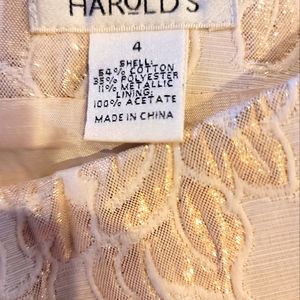 HAROLD'S
4
SHELL:
54% COTTON
35% POLYESTER
11% METALLIC
LINING:
100% ACETATE
MADE IN CHINA